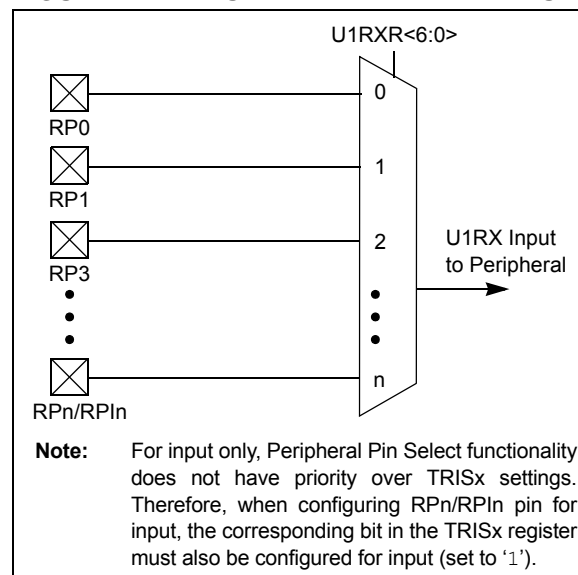 U1RXR<6:0>
0
RP0
1
RP1
2
U1RX Input
to Peripheral
RP3
n
RPn/RPIn
Note: For input only, Peripheral Pin Select functionality
does not have priority over TRISx settings.
Therefore, when configuring RPn/RPIn pin for
input, the corresponding bit in the TRISx register
must also be configured for input (set to ‘1’).